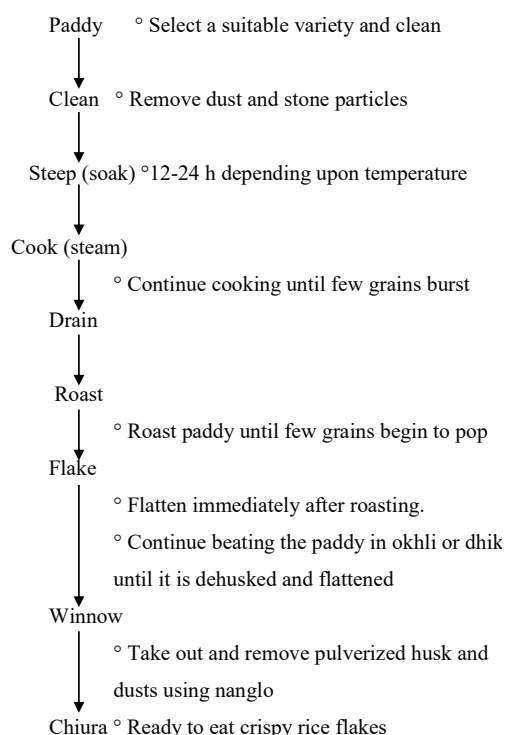 Paddy ° Select a suitable variety and clean
Clean ° Remove dust and stone particles
Steep (soak) °12-24 h depending upon temperature
Cook (steam)
° Continue cooking until few grains burst
Drain
Roast
° Roast paddy until few grains begin to pop
Flake
° Flatten immediately after roasting.
° Continue beating the paddy in okhli or dhik
until it is dehusked and flattened
Winnow
° Take out and remove pulverized husk and
dusts using nanglo
Chiura ° Ready to eat crispy rice flakes